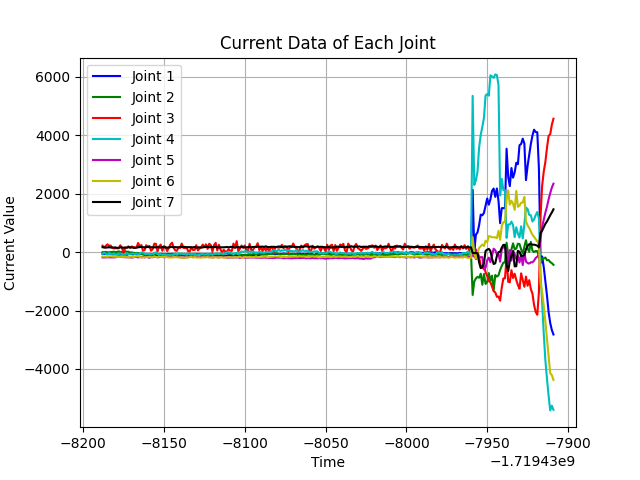 Current Data of Each Joint
Current Value
6000
4000
2000
0
−2000
−4000
Joint 1
Joint 2
Joint 3
Joint 4
Joint 5
Joint 6
Joint 7
−8200 −8150 −8100 −8050 −8000 −7950 −7900
Time
−1.71943e9